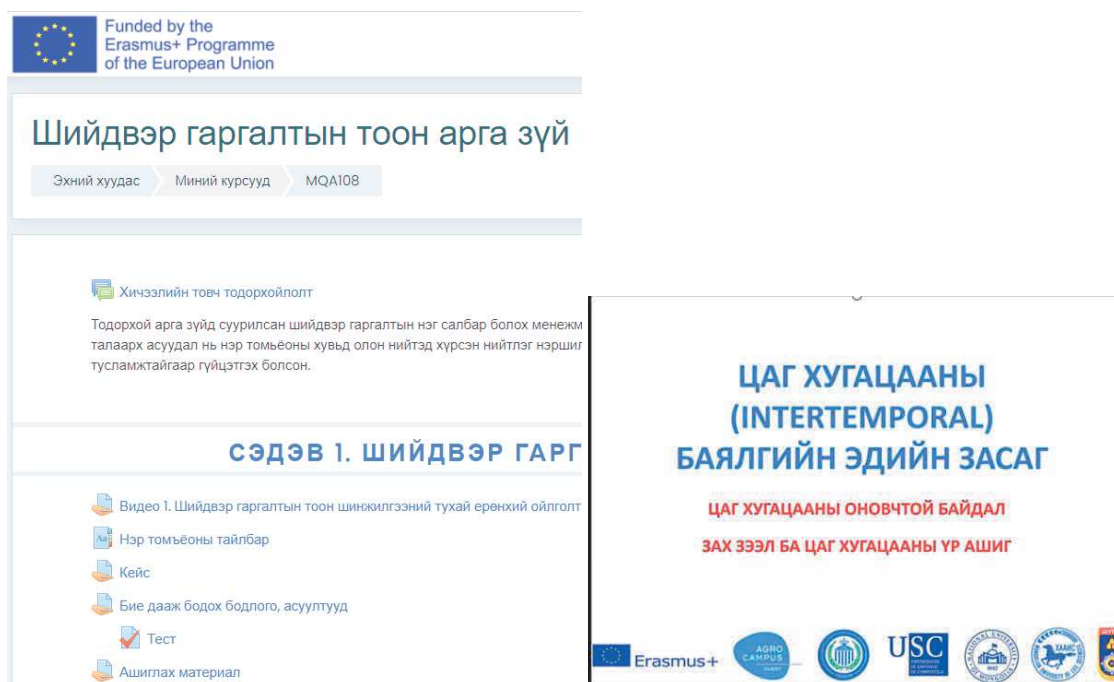 Funded by the
Erasmus+ Programme
of the European Union
Шийдвэр гаргалтын тоон арга зүй
Эхний хуудас
Миний курсууд
MQA108
Хичээлийн товч тодорхойлолт
Тодорхой арга зүйд суурилсан шийдвэр гаргалтын нэг салбар болох менежм
талаарх асуудал нь нэр томьёоны хувьд олон нийтэд хүрсэн нийтлэг нэршил
тусламжтайгаар гүйцэтгэх болсон.
СЭДЭВ 1. ШИЙДВЭР ГАРГ
Видео 1. Шийдвэр гаргалтын тоон шинжилгээний тухай ерөнхий ойлголт
Нэр томъёоны тайлбар
Кейс
Бие дааж бодох бодлого, асуултууд
Тест
Ашиглах материал
ЦАГ ХУГАЦААНЫ
(INTERTEMPORAL)
БАЯЛГИЙН ЭДИЙН ЗАСАГ
ЦАГ ХУГАЦААНЫ ОНОВЧТОЙ БАЙДАЛ
ЗАХ ЗЭЭЛ БА ЦАГ ХУГАЦААНЫ ҮР АШИГ
Erasmus+
AGRO
CAMPUS
USC